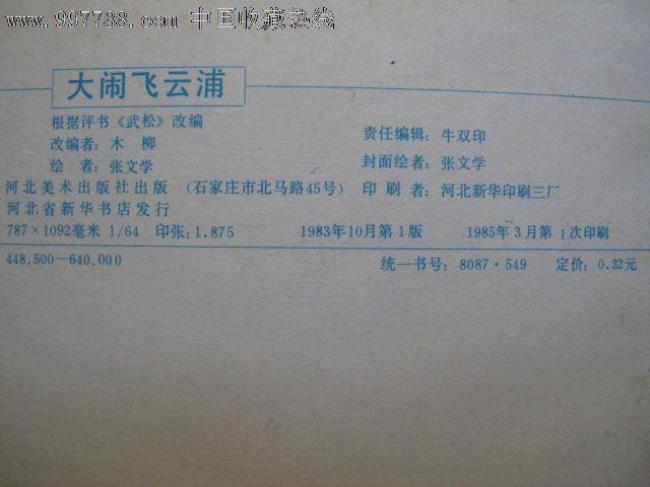 www.997788.com 中国收藏热线
大闹飞云浦
根据评书《武松》改编
改编者：木 柳
绘 者：张文学
责任编辑：牛双印
封面绘者：张文学
河北美术出版社出版 (石家庄市北马路45号) 印 刷 者：河北新华印刷三厂
河北省新华书店发行
787×1092毫米 1/64 印张：1.875 1983年10月第1版 1985年3月第1次印刷
448,500—640,000 统一书号：8087·549 定价：0.32元